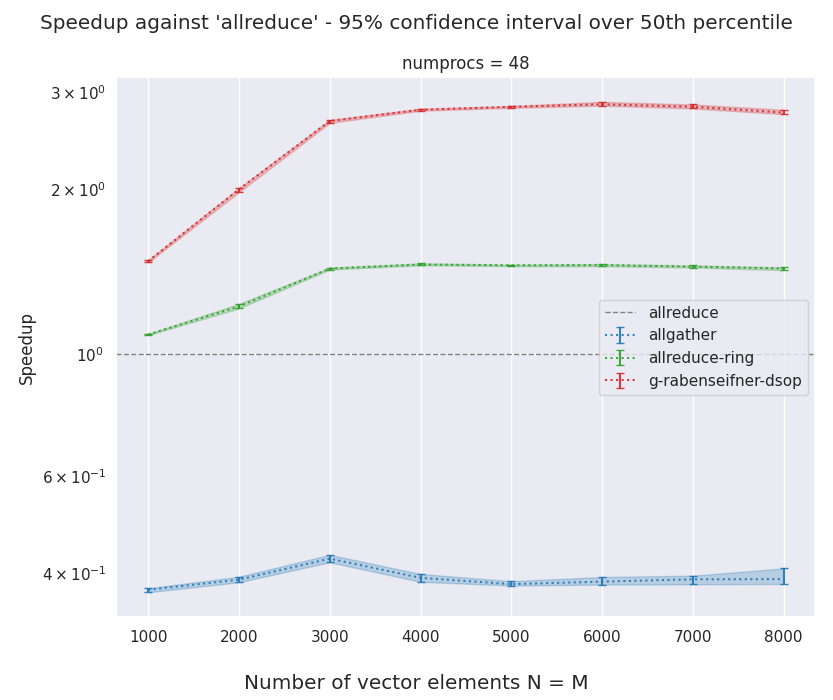 Speedup against 'allreduce' - 95% confidence interval over 50th percentile
numprocs = 48
3 × 10⁰
2 × 10⁰
10⁰
6 × 10⁻¹
4 × 10⁻¹
Speedup
allreduce
allgather
allreduce-ring
g-rabenseifner-dsop
1000 2000 3000 4000 5000 6000 7000 8000
Number of vector elements N = M